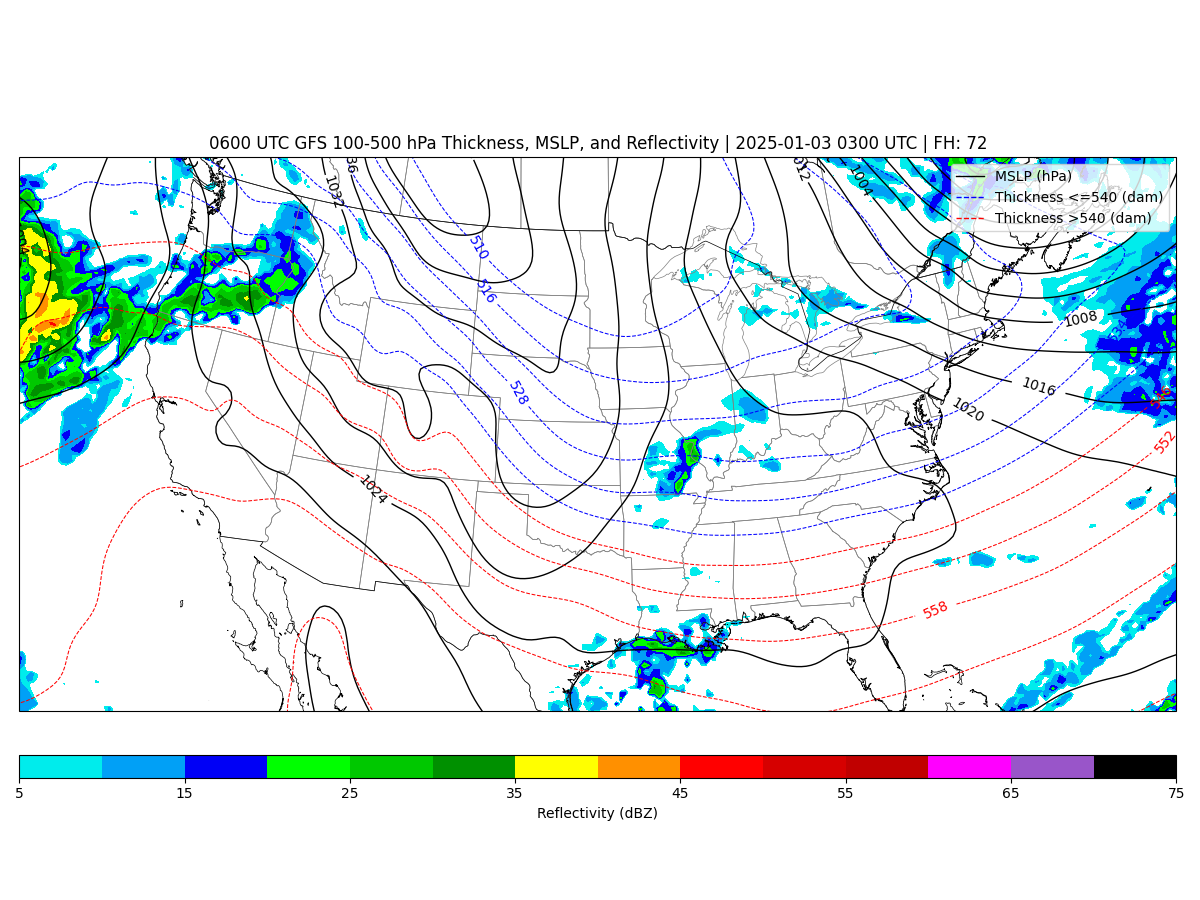 0600 UTC GFS 100-500 hPa Thickness, MSLP, and Reflectivity | 2025-01-03 0300 UTC | FH: 72
MSLP (hPa)
Thickness <=540 (dam)
Thickness >540 (dam)
1032
1004
510
516
1008
528
1016
1020
552
1024
558
5 15 25 35 45 55 65 75
Reflectivity (dBZ)